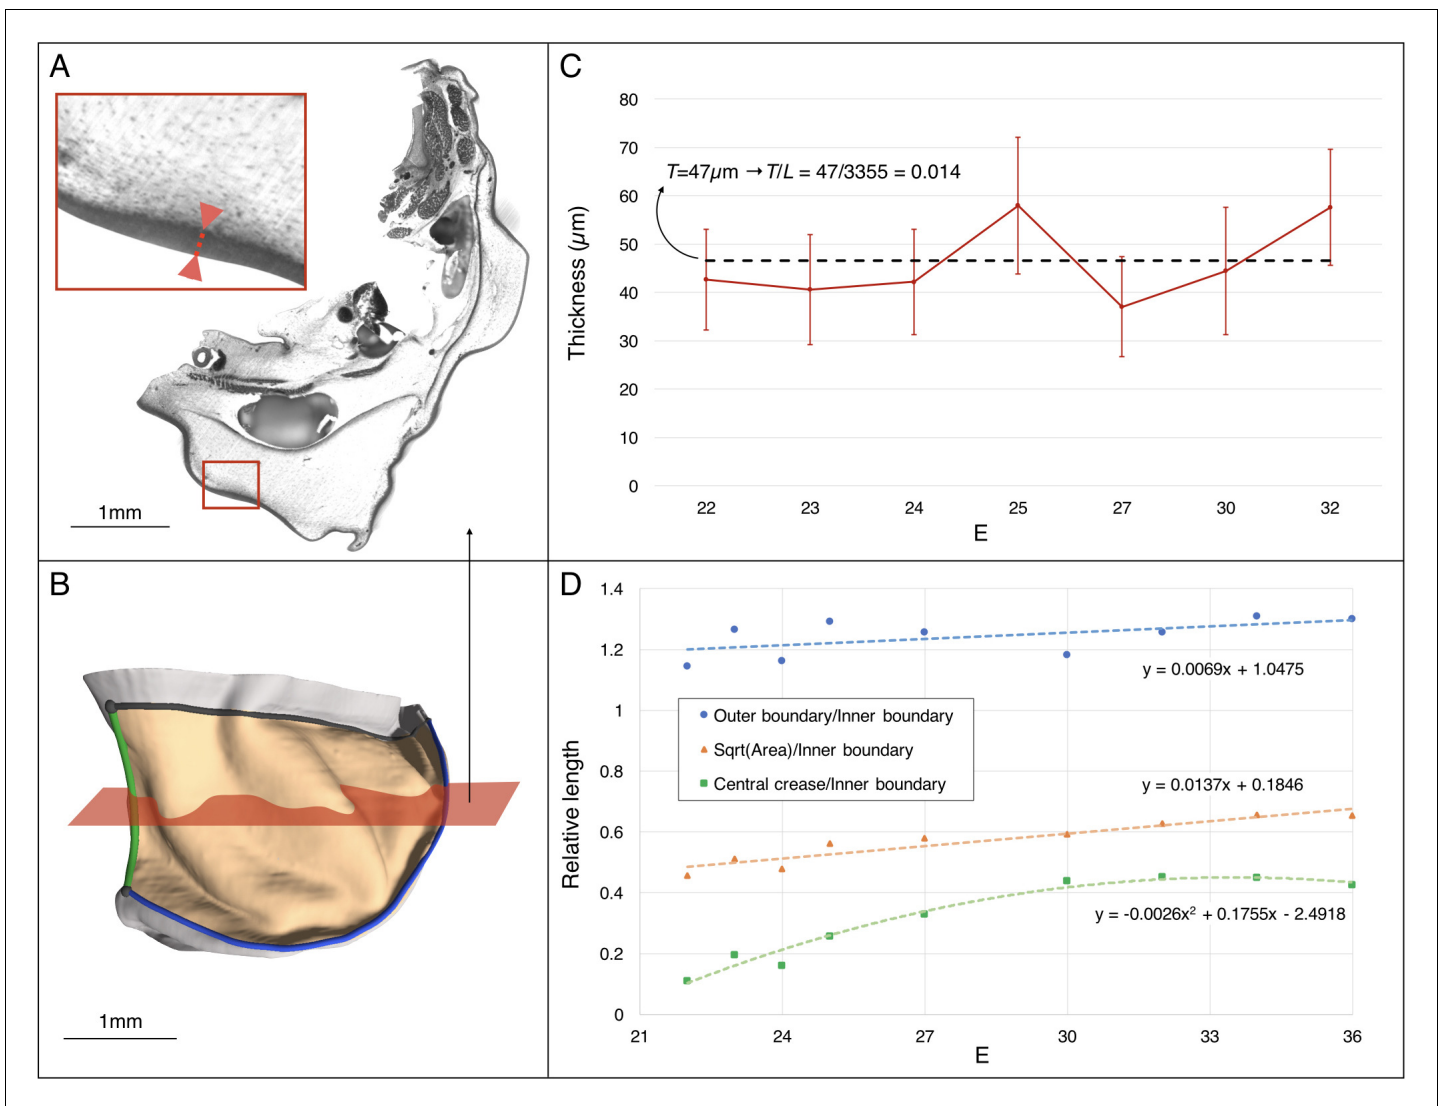 A
1mm
B
1mm
C
80
70
60
50
40
30
20
10
0
Thickness (µm)
T=47µm → T/L = 47/3355 = 0.014
22 23 24 25 27 30 32
E
D
1.4
1.2
1
0.8
0.6
0.4
0.2
0
Relative length
y = 0.0069x + 1.0475
Outer boundary/Inner boundary
Sqrt(Area)/Inner boundary
Central crease/Inner boundary
y = 0.0137x + 0.1846
y = -0.0026x² + 0.1755x - 2.4918
21 24 27 30 33 36
E